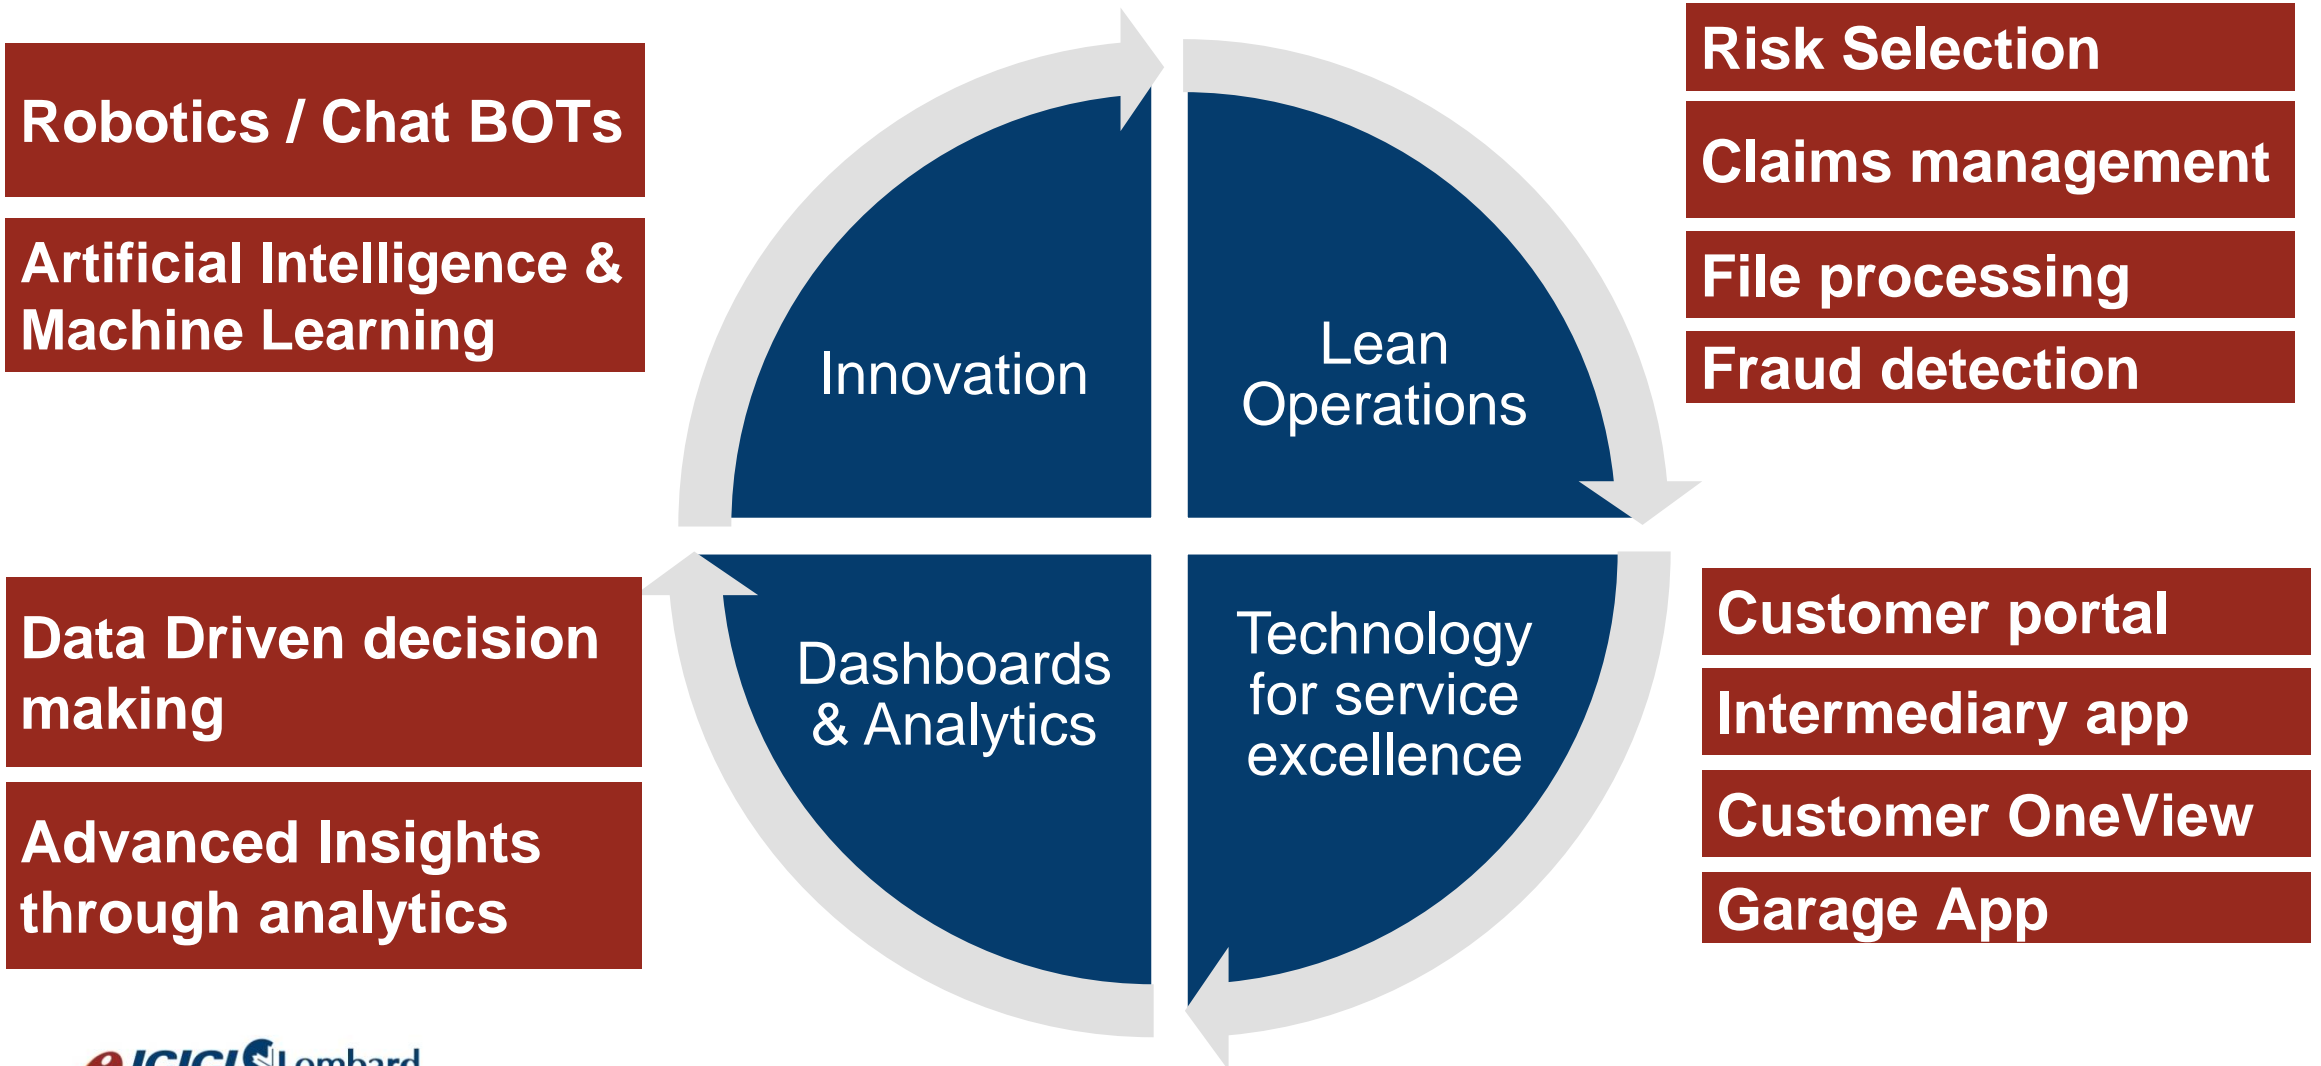 Robotics / Chat BOTs
Artificial Intelligence &
Machine Learning
Innovation
Lean
Operations
Risk Selection
Claims management
File processing
Fraud detection
Data Driven decision
making
Advanced Insights
through analytics
Dashboards
& Analytics
Technology
for service
excellence
Customer portal
Intermediary app
Customer OneView
Garage App
ICICI Lombard